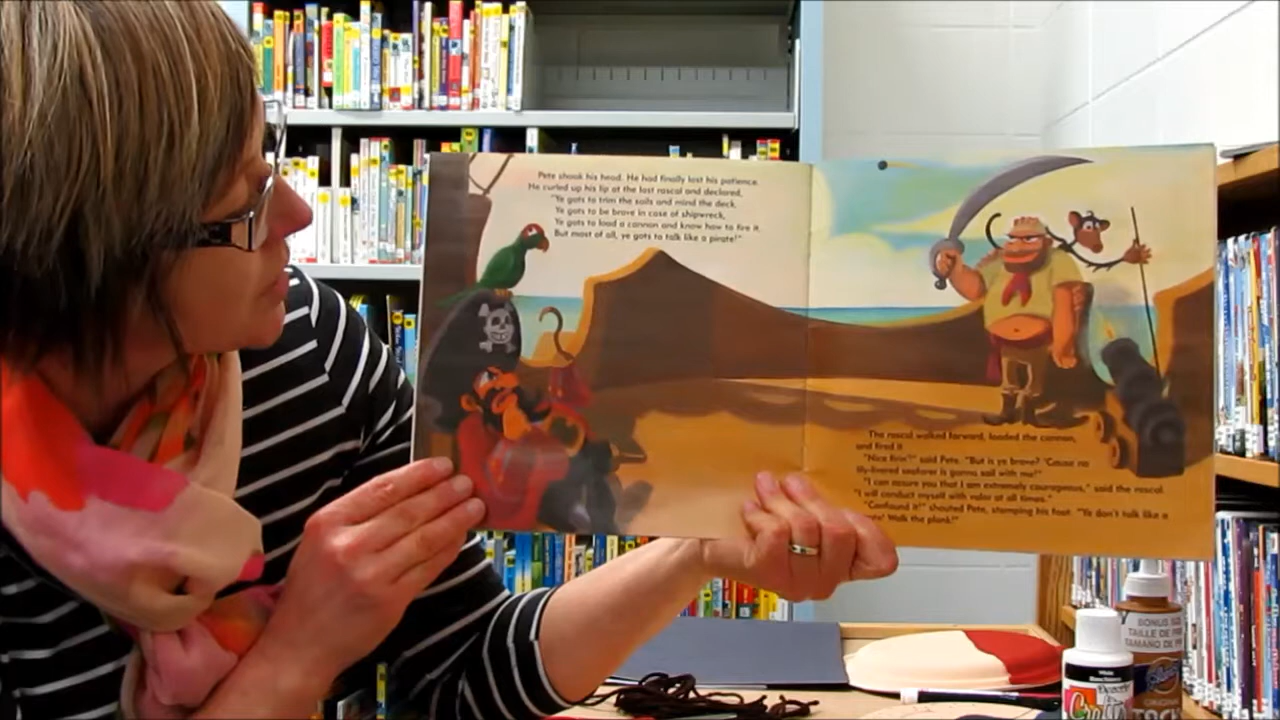 Pete shook his head. He had finally lost his patience.
He curled up his lip at the last rascal and declared,
"Ye gots to trim the sails and mind the deck,
Ye gots to be brave in case of shipwreck,
Ye gots to load a cannon and know how to fire it.
But most of all, ye gots to talk like a pirate!"
The rascal walked forward, loaded the cannon,
and fired it.
"Nice firin'!" said Pete. "But is ye brave? 'Cause no
lily-livered seafarer is gonna sail with me!"
"I can assure you that I am extremely courageous," said the rascal.
"I will conduct myself with valor at all times."
"Confound it!" shouted Pete, stomping his foot. "Ye don't talk like a
Walk the plank!"
BONUS
TAILLE DE
TAMAÑO DE
White
Crafts